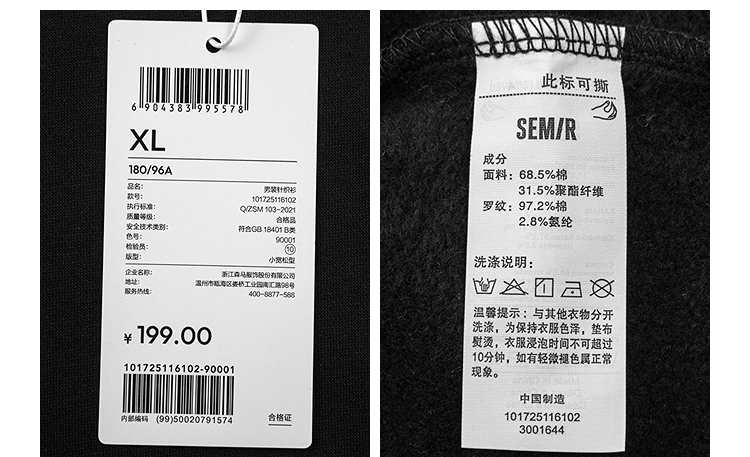 6 904383 995578
XL
180/96A
品名: 男装针织衫
款号: 101725116102
执行标准: Q/ZSM 103-2021
质量等级: 合格品
安全技术类别: 符合GB 18401 B类
色号: 90001
检验员: 10
版型: 小宽松型
企业名称: 浙江森马服饰股份有限公司
地址: 温州市瓯海区娄桥工业园南汇路98号
服务热线: 400-8877-588
¥ 199.00
101725116102-90001
内部编码 (99)50020791574
合格证
此标可撕
SEMIR
成分
面料: 68.5%棉
31.5%聚酯纤维
罗纹: 97.2%棉
2.8%氨纶
洗涤说明:
温馨提示: 与其他衣物分开
洗涤, 为保持衣服色泽, 垫布
熨烫, 衣服浸泡时间不可超过
10分钟, 如有轻微褪色属正常
现象。
中国制造
101725116102
3001644